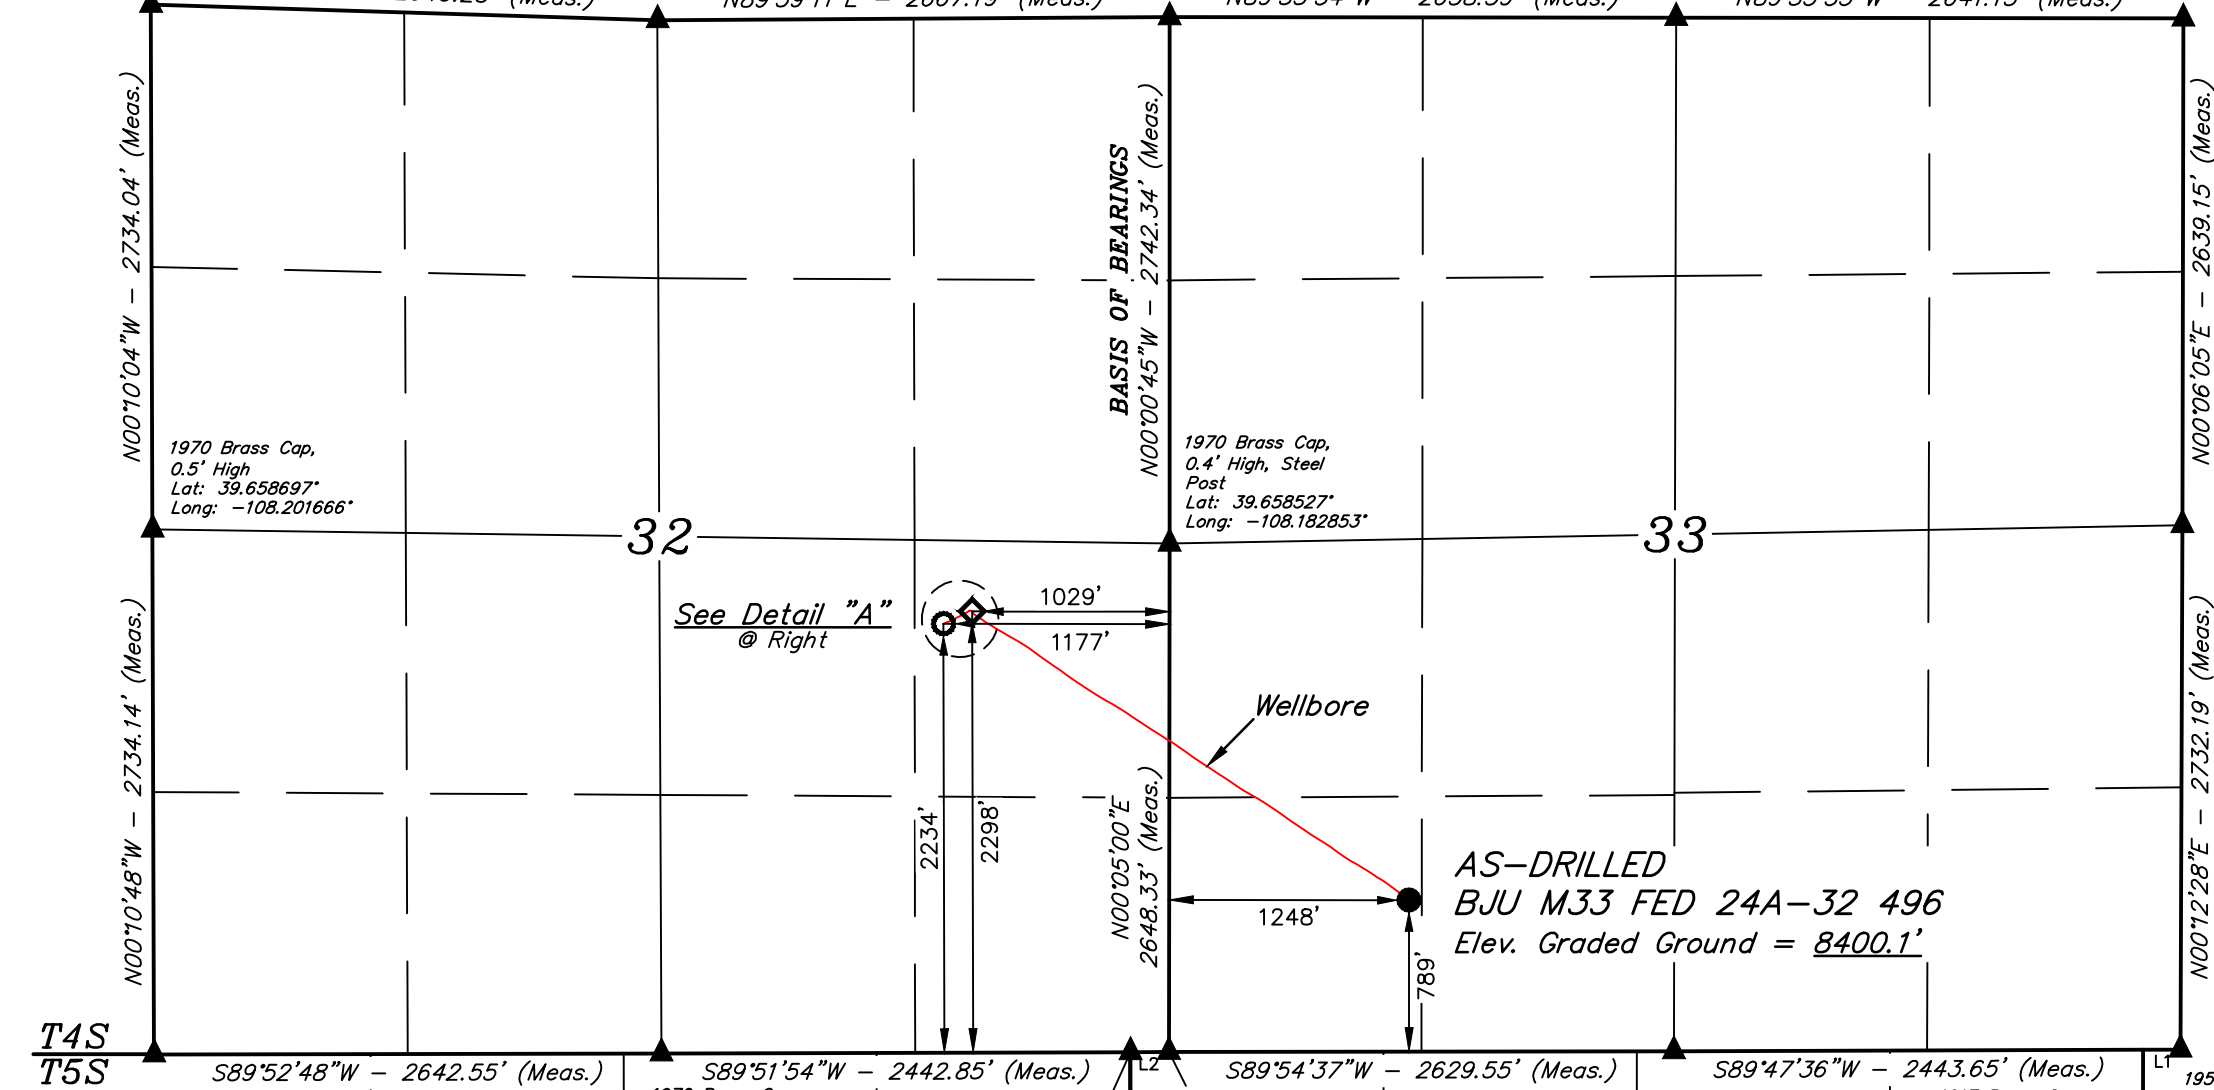 (Meas.)
(Meas.)
(Meas.)
(Meas.)
N00°10'04"W - 2734.04' (Meas.)
BASIS OF BEARINGS
N00°00'45"W - 2742.34' (Meas.)
N00°06'05"E - 2639.15' (Meas.)
1970 Brass Cap,
0.5' High
Lat: 39.658697°
Long: -108.201666°
1970 Brass Cap,
0.4' High, Steel
Post
Lat: 39.658527°
Long: -108.182853°
32
33
See Detail "A"
@ Right
1029'
1177'
Wellbore
N00°10'48"W - 2734.14' (Meas.)
2234'
2298'
N00°05'00"E
2648.33' (Meas.)
1248'
789'
AS-DRILLED
BJU M33 FED 24A-32 496
Elev. Graded Ground = 8400.1'
N00°12'28"E - 2732.19' (Meas.)
T4S
T5S
S89°52'48"W - 2642.55' (Meas.)
S89°51'54"W - 2442.85' (Meas.)
L2
S89°54'37"W - 2629.55' (Meas.)
S89°47'36"W - 2443.65' (Meas.)
L1
195